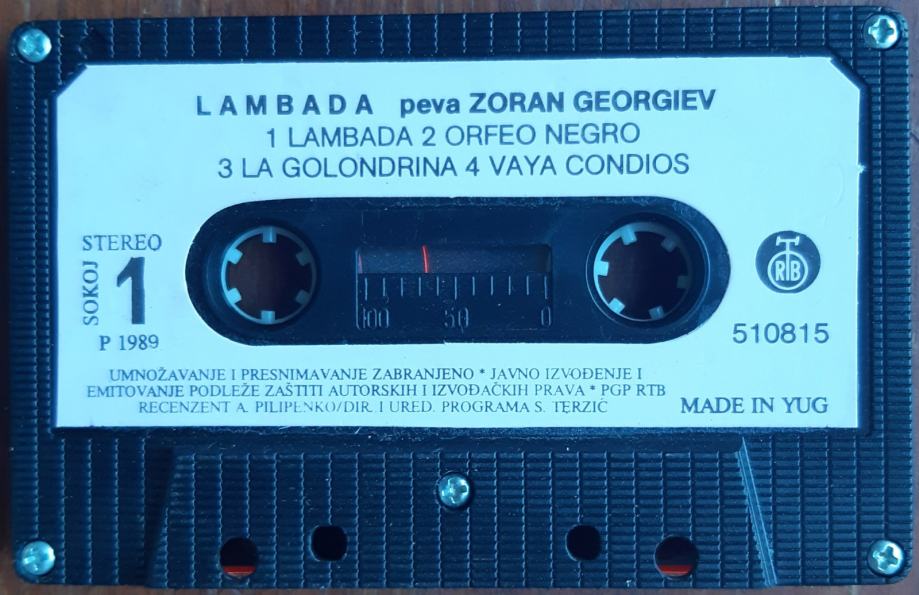 LAMBADA peva ZORAN GEORGIEV
1 LAMBADA 2 ORFEO NEGRO
3 LA GOLONDRINA 4 VAYA CONDIOS
STEREO
SOKOJ
1
P 1989
100 50 0
RTB
510815
UMNOŽAVANJE I PRESNIMAVANJE ZABRANJENO * JAVNO IZVOĐENJE I
EMITOVANJE PODLEŽE ZAŠTITI AUTORSKIH I IZVOĐAČKIH PRAVA * PGP RTB
RECENZENT A. PILIPENKO/DIR. I URED. PROGRAMA S. TERZIĆ
MADE IN YUG